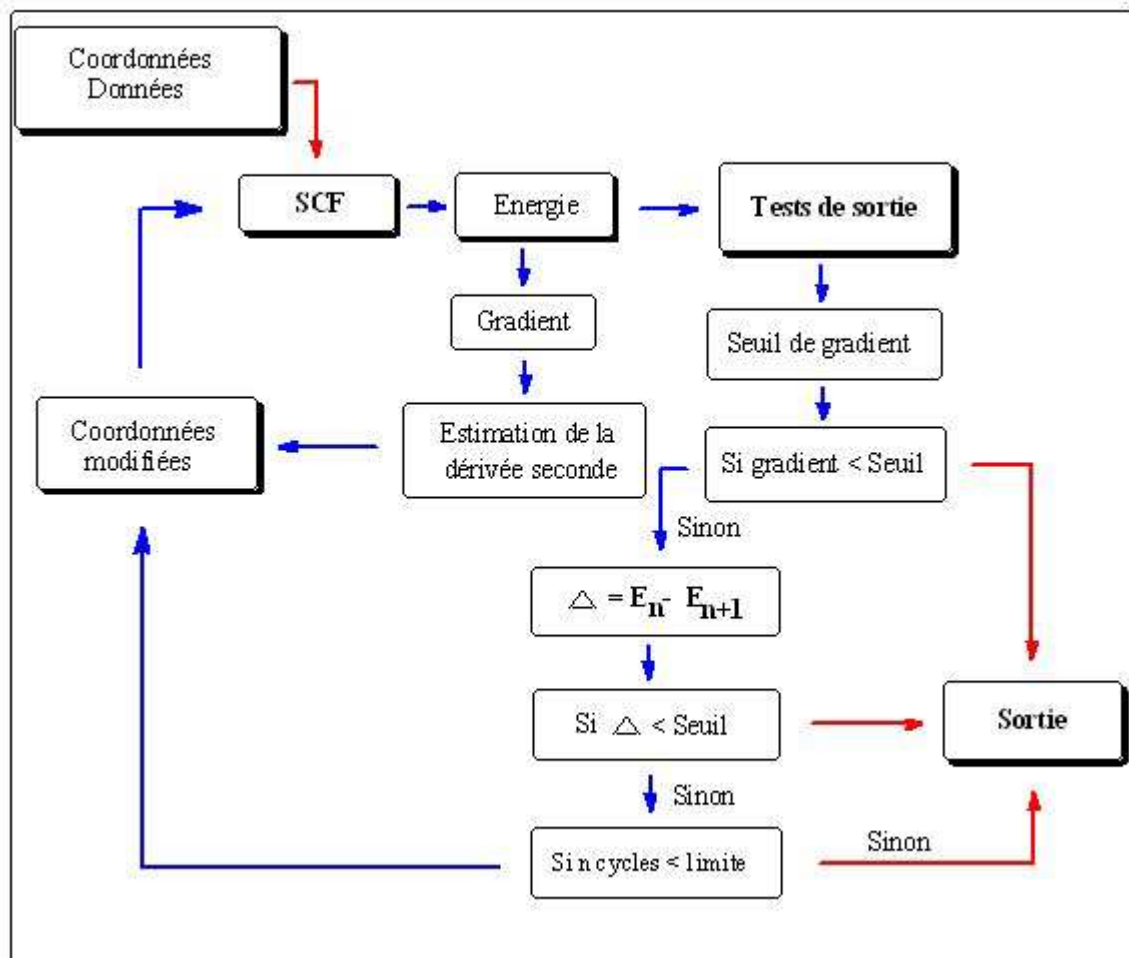 Coordonnées
Données
SCF
Energie
Tests de sortie
Gradient
Seuil de gradient
Coordonnées
modifiées
Estimation de la
dérivée seconde
Si gradient < Seuil
Sinon
△ = En- En+1
Si △ < Seuil
Sortie
Sinon
Si n cycles < limite
Sinon